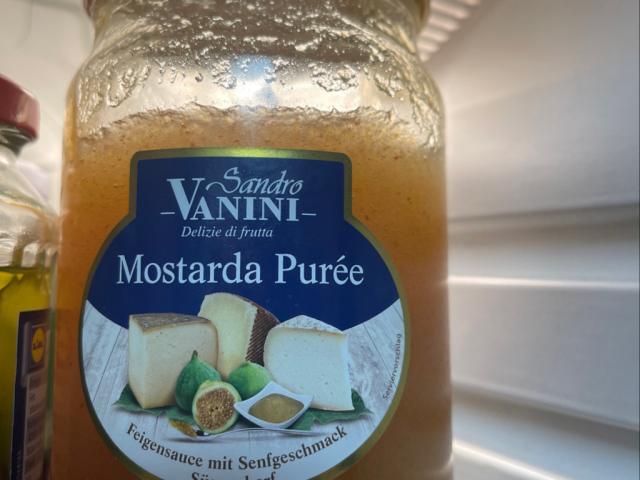 Sandro
VANINI
Delizie di frutta
Mostarda Purée
Serviervorschlag
Feigensauce mit Senfgeschmack